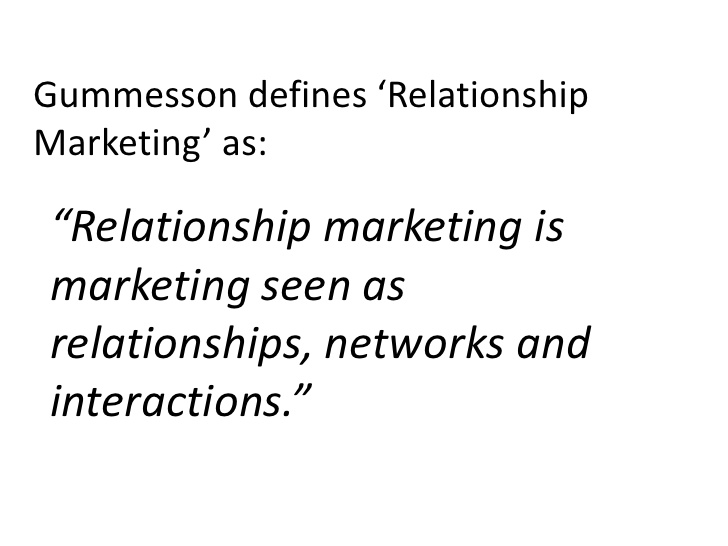 Gummesson defines ‘Relationship
Marketing’ as:
“Relationship marketing is
marketing seen as
relationships, networks and
interactions.”